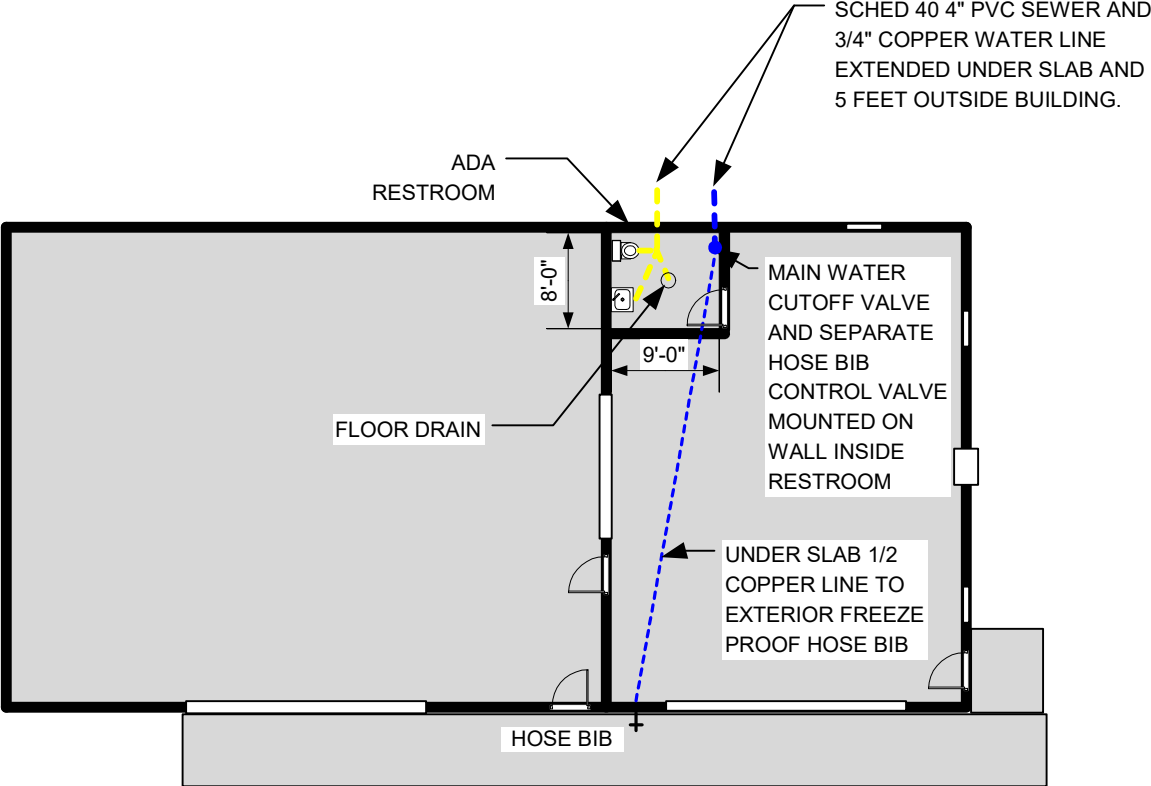 SCHED 40 4" PVC SEWER AND
3/4" COPPER WATER LINE
EXTENDED UNDER SLAB AND
5 FEET OUTSIDE BUILDING.
ADA
RESTROOM
8'-0"
MAIN WATER
CUTOFF VALVE
AND SEPARATE
HOSE BIB
CONTROL VALVE
MOUNTED ON
WALL INSIDE
RESTROOM
9'-0"
FLOOR DRAIN
UNDER SLAB 1/2
COPPER LINE TO
EXTERIOR FREEZE
PROOF HOSE BIB
HOSE BIB